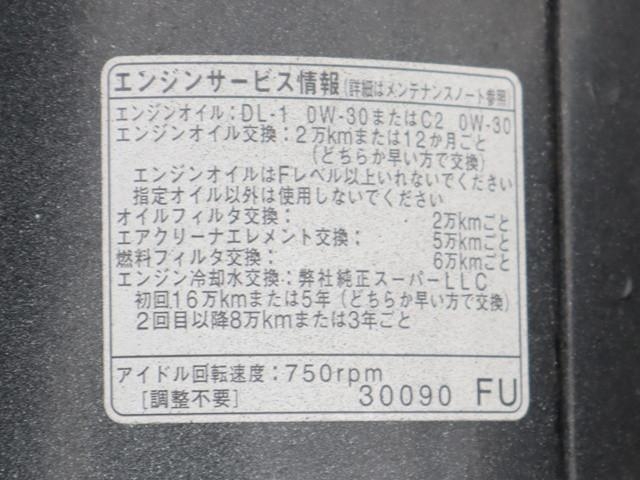 エンジンサービス情報(詳細はメンテナンスノート参照)
エンジンオイル:DL-1 0W-30またはC2 0W-30
エンジンオイル交換:2万kmまたは12か月ごと
(どちらか早い方で交換)
エンジンオイルはFレベル以上いれないでください
指定オイル以外は使用しないでください
オイルフィルタ交換: 2万kmごと
エアクリーナエレメント交換: 5万kmごと
燃料フィルタ交換: 6万kmごと
エンジン冷却水交換:弊社純正スーパーLLC
初回16万kmまたは5年(どちらか早い方で交換)
2回目以降8万kmまたは3年ごと
アイドル回転速度:750rpm
[調整不要] 30090 FU